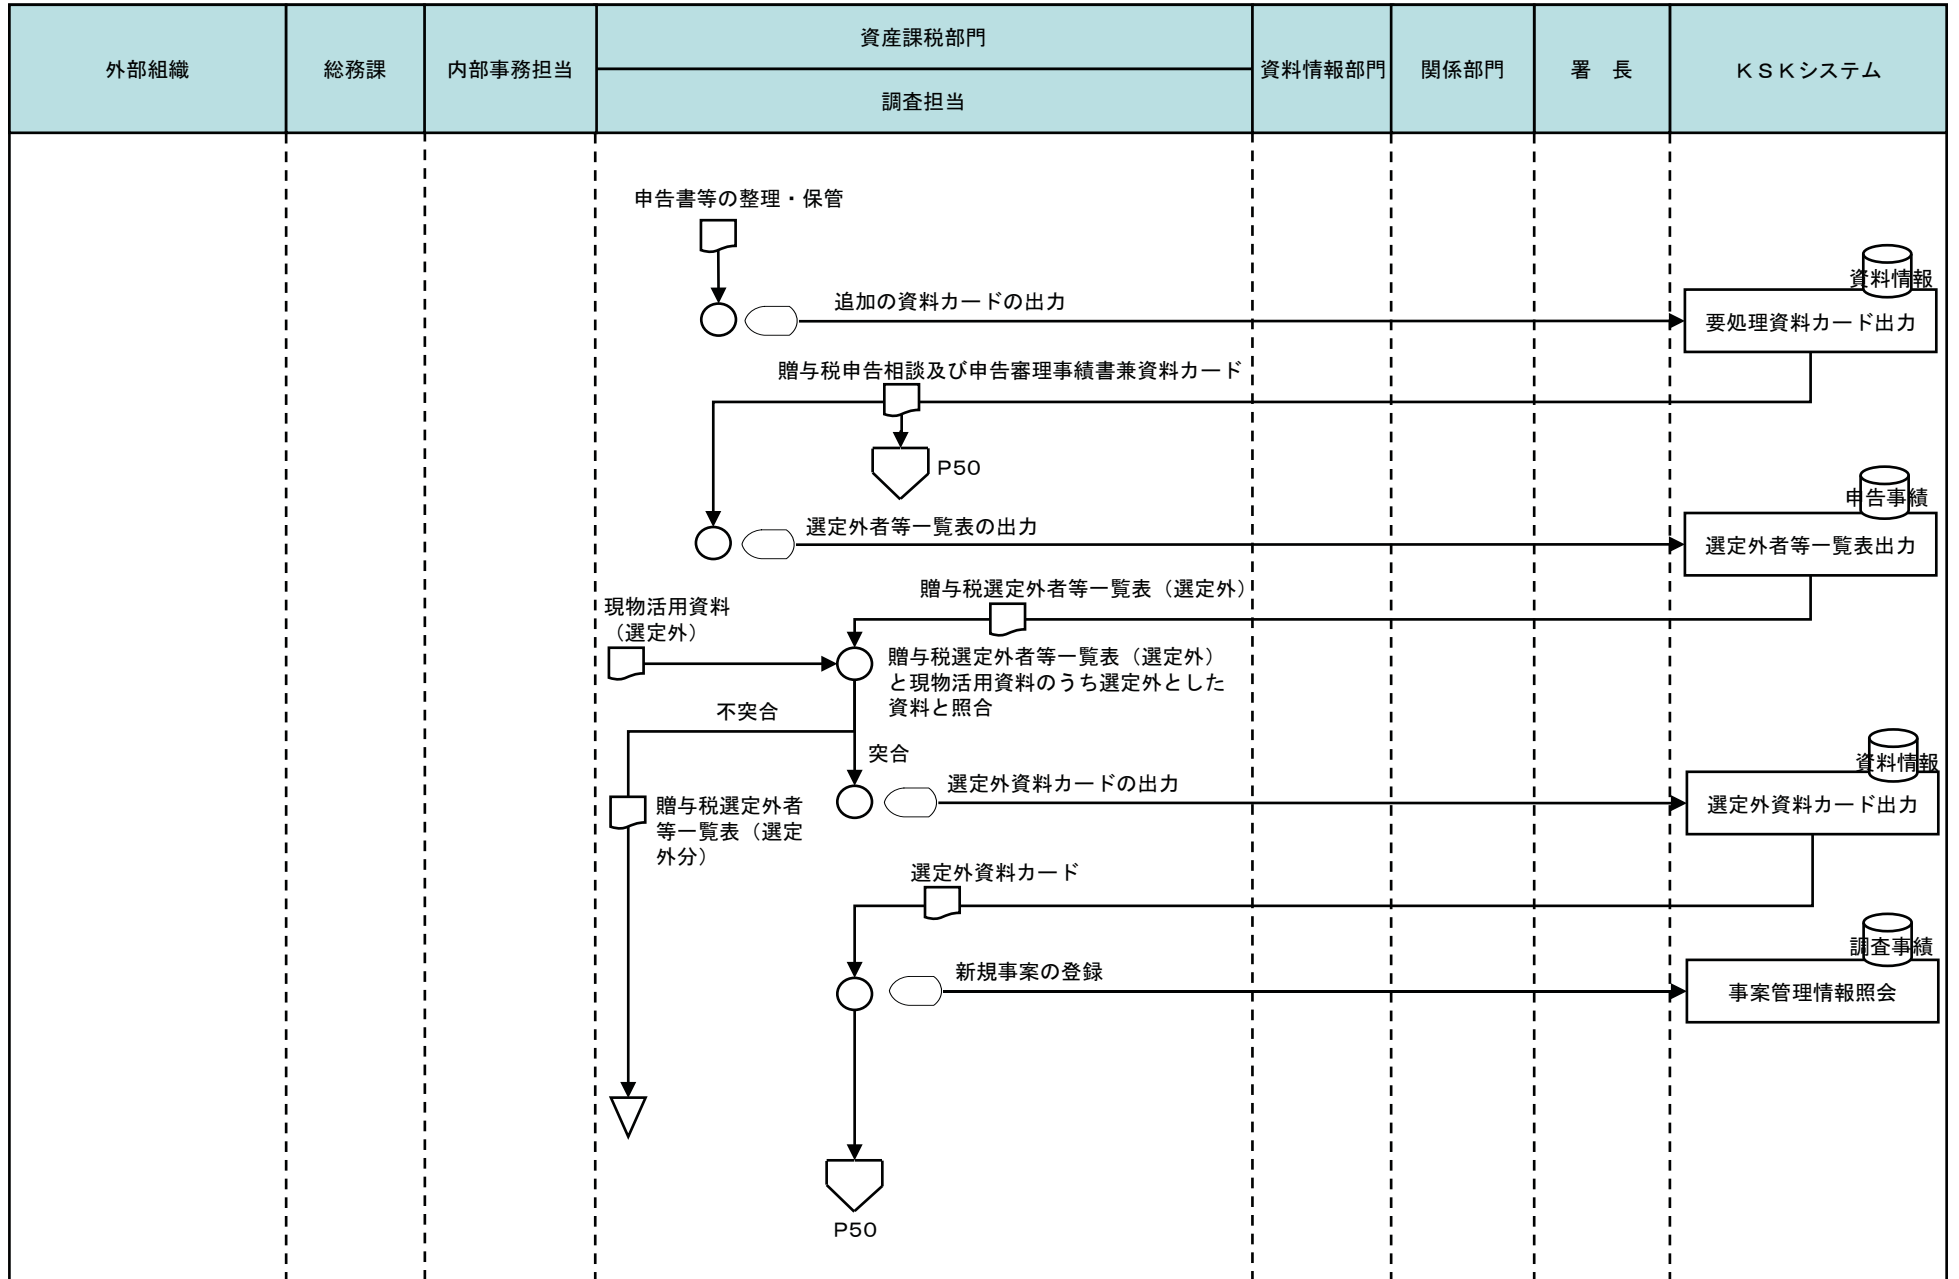 外部組織
総務課
内部事務担当
資産課税部門
調査担当
資料情報部門
関係部門
署　長
ＫＳＫシステム
申告書等の整理・保管
資料情報
追加の資料カードの出力
要処理資料カード出力
贈与税申告相談及び申告審理事績書兼資料カード
P50
申告事績
選定外者等一覧表の出力
選定外者等一覧表出力
贈与税選定外者等一覧表（選定外）
現物活用資料
（選定外）
贈与税選定外者等一覧表（選定外）
と現物活用資料のうち選定外とした
資料と照合
不突合
突合
資料情報
選定外資料カードの出力
選定外資料カード出力
贈与税選定外者
等一覧表（選定
外分）
選定外資料カード
調査事績
新規事案の登録
事案管理情報照会
P50